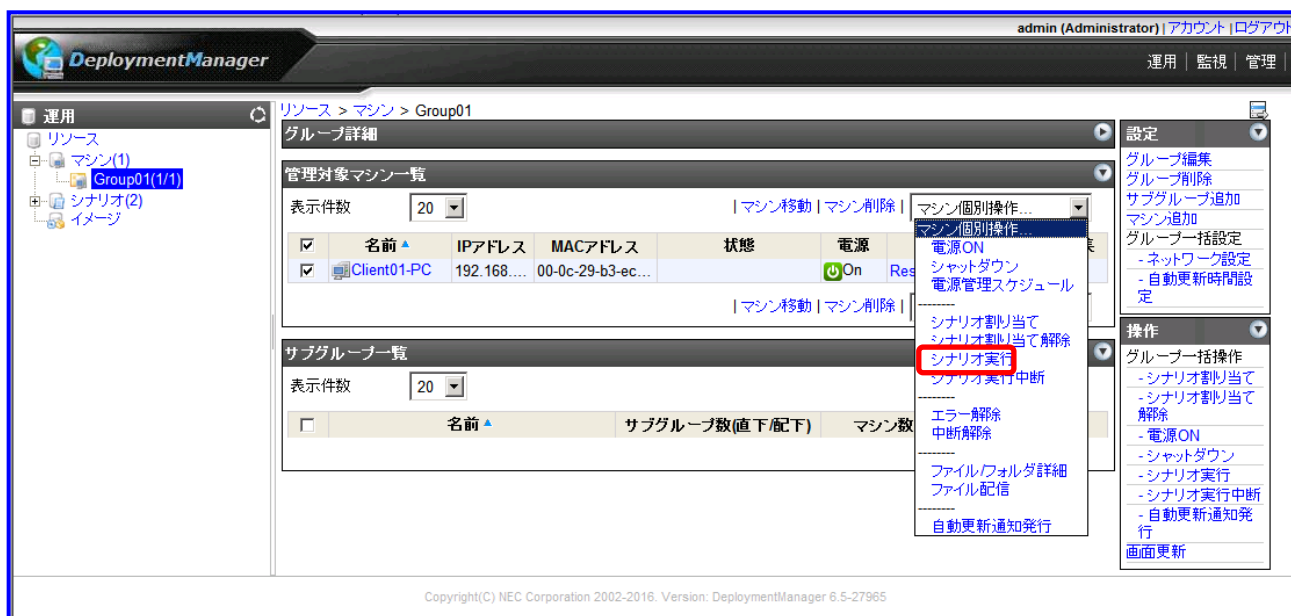 admin (Administrator) | アカウント | ログアウト
DeploymentManager
運用 | 監視 | 管理 |
運用
リソース
マシン(1)
Group01(1/1)
シナリオ(2)
イメージ
リソース > マシン > Group01
グループ詳細
管理対象マシン一覧
表示件数 20 | マシン移動 | マシン削除 | マシン個別操作...
名前 IPアドレス MACアドレス 状態 電源
Client01-PC 192.168.... 00-0c-29-b3-ec... On Res
| マシン移動 | マシン削除 |
マシン個別操作...
電源ON
シャットダウン
電源管理スケジュール
--------
シナリオ割り当て
シナリオ割り当て解除
シナリオ実行
シナリオ実行中断
--------
エラー解除
中断解除
--------
ファイル/フォルダ詳細
ファイル配信
--------
自動更新通知発行
サブグループ一覧
表示件数 20
名前 サブグループ数(直下/配下) マシン数
設定
グループ編集
グループ削除
サブグループ追加
マシン追加
グループ一括設定
- ネットワーク設定
- 自動更新時間設
定
操作
グループ一括操作
- シナリオ割り当て
- シナリオ割り当て
解除
- 電源ON
- シャットダウン
- シナリオ実行
- シナリオ実行中断
- 自動更新通知発
行
画面更新
Copyright(C) NEC Corporation 2002-2016. Version: DeploymentManager 6.5-27965